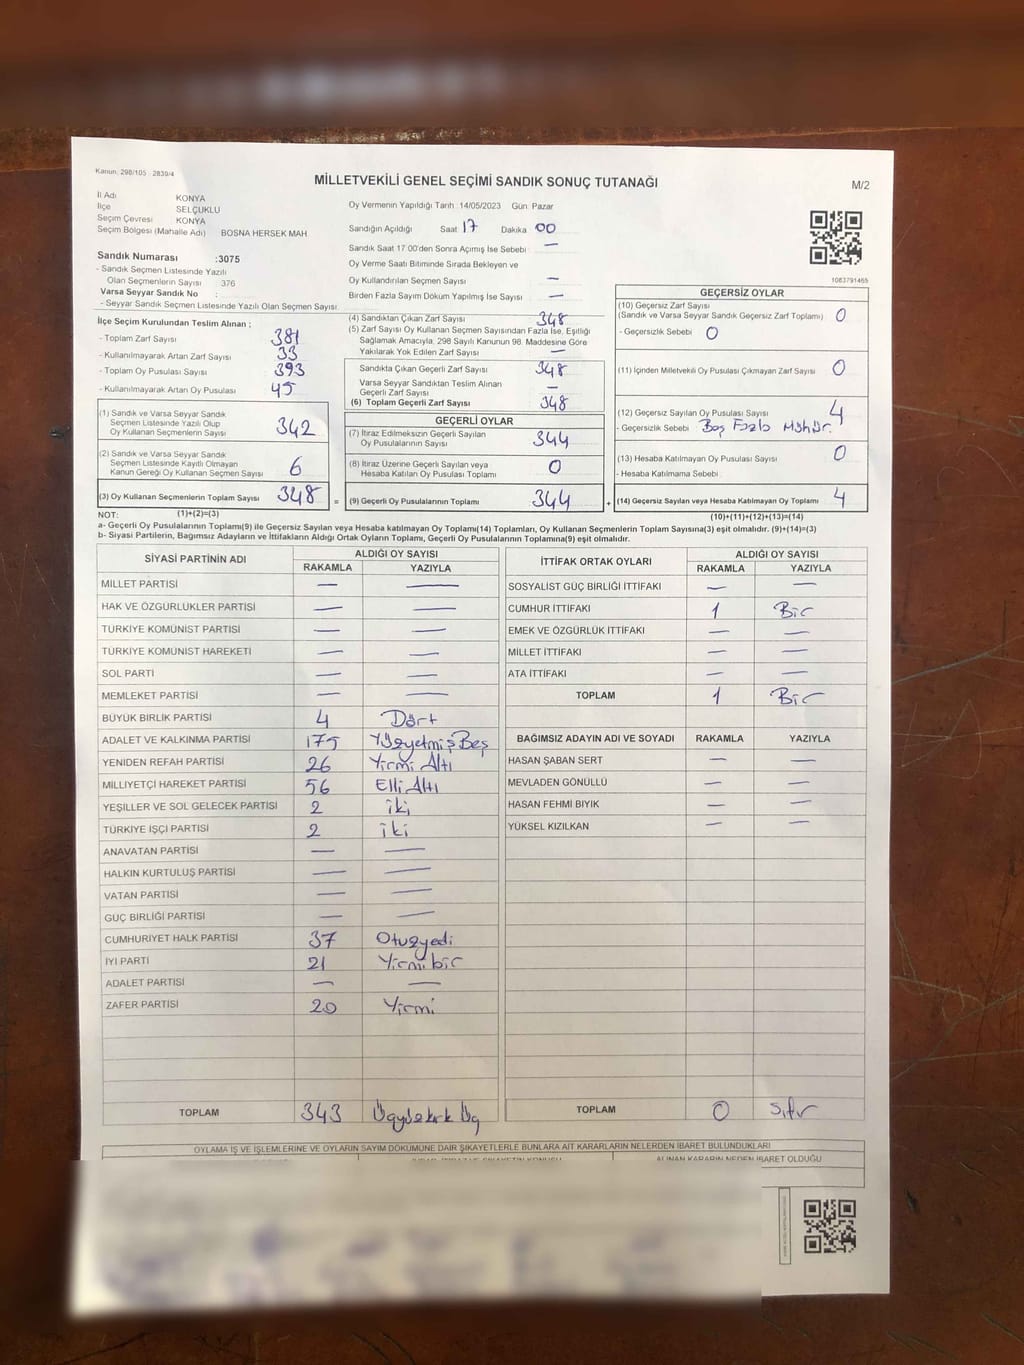 Kanun: 298/105 2839/4
MİLLETVEKİLİ GENEL SEÇİMİ SANDIK SONUÇ TUTANAĞI
M/2
İl Adı KONYA
İlçe SELÇUKLU
Seçim Çevresi KONYA
Seçim Bölgesi (Mahalle Adı) BOSNA HERSEK MAH
Sandık Numarası :3075
- Sandık Seçmen Listesinde Yazılı
Olan Seçmenlerin Sayısı 376
Varsa Seyyar Sandık No :
- Seyyar Sandık Seçmen Listesinde Yazılı Olan Seçmen Sayısı:
Oy Vermenin Yapıldığı Tarih :14/05/2023 Gün: Pazar
Sandığın Açıldığı Saat 17 Dakika 00
Sandık Saat 17:00'den Sonra Açımış İse Sebebi : —
Oy Verme Saati Bitiminde Sırada Bekleyen ve
Oy Kullandırılan Seçmen Sayısı —
Birden Fazla Sayım Döküm Yapılmış İse Sayısı : —
1083791465
İlçe Seçim Kurulundan Teslim Alınan ;
- Toplam Zarf Sayısı 381
- Kullanılmayarak Artan Zarf Sayısı 33
- Toplam Oy Pusulası Sayısı 393
- Kullanılmayarak Artan Oy Pusulası 45
(1) Sandık ve Varsa Seyyar Sandık
Seçmen Listesinde Yazılı Olup
Oy Kullanan Seçmenlerin Sayısı 342
(2) Sandık ve Varsa Seyyar Sandık
Seçmen Listesinde Kayıtlı Olmayan
Kanun Gereği Oy Kullanan Seçmen Sayısı 6
(3) Oy Kullanan Seçmenlerin Toplam Sayısı 348 =
(4) Sandıktan Çıkan Zarf Sayısı 348
(5) Zarf Sayısı Oy Kullanan Seçmen Sayısından Fazla İse, Eşitliği
Sağlamak Amacıyla, 298 Sayılı Kanunun 98. Maddesine Göre
Yakılarak Yok Edilen Zarf Sayısı —
Sandıkta Çıkan Geçerli Zarf Sayısı 348
Varsa Seyyar Sandıktan Teslim Alınan
Geçerli Zarf Sayısı —
(6) Toplam Geçerli Zarf Sayısı 348
GEÇERLİ OYLAR
(7) İtiraz Edilmeksizin Geçerli Sayılan
Oy Pusulalarının Sayısı 344
(8) İtiraz Üzerine Geçerli Sayılan veya
Hesaba Katılan Oy Pusulası Toplamı 0
(9) Geçerli Oy Pusulalarının Toplamı 344 +
GEÇERSİZ OYLAR
(10) Geçersiz Zarf Sayısı
(Sandık ve Varsa Seyyar Sandık Geçersiz Zarf Toplamı) 0
- Geçersizlik Sebebi 0
(11) İçinden Milletvekili Oy Pusulası Çıkmayan Zarf Sayısı 0
(12) Geçersiz Sayılan Oy Pusulası Sayısı 4
- Geçersizlik Sebebi Boş Fazla Mühür.
(13) Hesaba Katılmayan Oy Pusulası Sayısı 0
- Hesaba Katılmama Sebebi
(14) Geçersiz Sayılan veya Hesaba Katılmayan Oy Toplamı 4
NOT: (1)+(2)=(3)
(10)+(11)+(12)+(13)=(14)
a- Geçerli Oy Pusulalarının Toplamı(9) ile Geçersiz Sayılan veya Hesaba katılmayan Oy Toplamı(14) Toplamları, Oy Kullanan Seçmenlerin Toplam Sayısına(3) eşit olmalıdır. (9)+(14)=(3)
b- Siyasi Partilerin, Bağımsız Adayların ve İttifakların Aldığı Ortak Oyların Toplamı, Geçerli Oy Pusulalarının Toplamına(9) eşit olmalıdır.
SİYASİ PARTİNİN ADI ALDIĞI OY SAYISI
RAKAMLA YAZIYLA
MİLLET PARTİSİ — —
HAK VE ÖZGÜRLÜKLER PARTİSİ — —
TÜRKİYE KOMÜNİST PARTİSİ — —
TÜRKİYE KOMÜNİST HAREKETİ — —
SOL PARTİ — —
MEMLEKET PARTİSİ — —
BÜYÜK BİRLİK PARTİSİ 4 Dört
ADALET VE KALKINMA PARTİSİ 175 YüzyetmişBeş
YENİDEN REFAH PARTİSİ 26 Yirmi Altı
MİLLİYETÇİ HAREKET PARTİSİ 56 Elli Altı
YEŞİLLER VE SOL GELECEK PARTİSİ 2 iki
TÜRKİYE İŞÇİ PARTİSİ 2 iki
ANAVATAN PARTİSİ — —
HALKIN KURTULUŞ PARTİSİ — —
VATAN PARTİSİ — —
GÜÇ BİRLİĞİ PARTİSİ — —
CUMHURİYET HALK PARTİSİ 37 Otuzyedi
İYİ PARTİ 21 Yirmi bir
ADALET PARTİSİ — —
ZAFER PARTİSİ 20 Yirmi
TOPLAM 343 Üçyüzkırk Üç
İTTİFAK ORTAK OYLARI ALDIĞI OY SAYISI
RAKAMLA YAZIYLA
SOSYALİST GÜÇ BİRLİĞİ İTTİFAKI — —
CUMHUR İTTİFAKI 1 Bir
EMEK VE ÖZGÜRLÜK İTTİFAKI — —
MİLLET İTTİFAKI — —
ATA İTTİFAKI — —
TOPLAM 1 Bir
BAĞIMSIZ ADAYIN ADI VE SOYADI RAKAMLA YAZIYLA
HASAN ŞABAN SERT — —
MEVLADEN GÖNÜLLÜ — —
HASAN FEHMİ BIYIK — —
YÜKSEL KIZILKAN — —
TOPLAM 0 Sıfır
OYLAMA İŞ VE İŞLEMLERİNE VE OYLARIN SAYIM DÖKÜMÜNE DAİR ŞİKAYETLERLE BUNLARA AİT KARARLARIN NELERDEN İBARET BULUNDUKLARI
ALINAN KARARIN NEDEN İBARET OLDUĞU